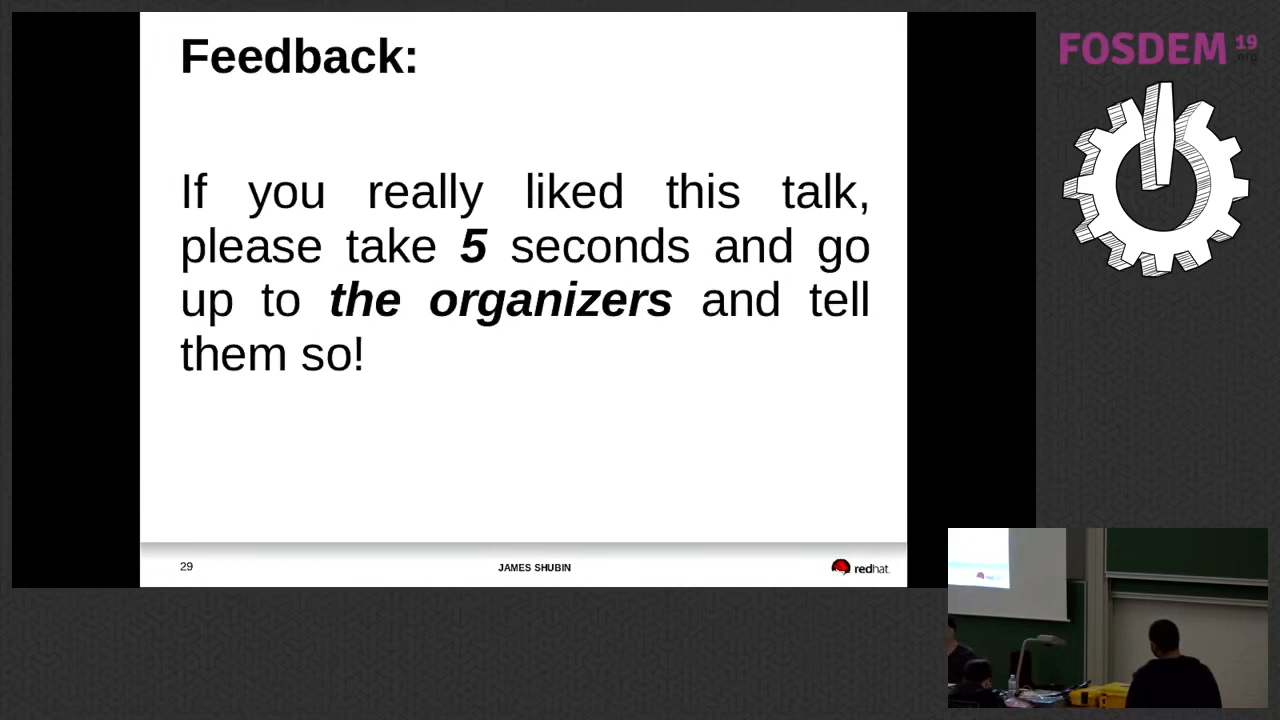 Feedback:
If you really liked this talk,
please take 5 seconds and go
up to the organizers and tell
them so!
29
JAMES SHUBIN
redhat.
FOSDEM 19
.org